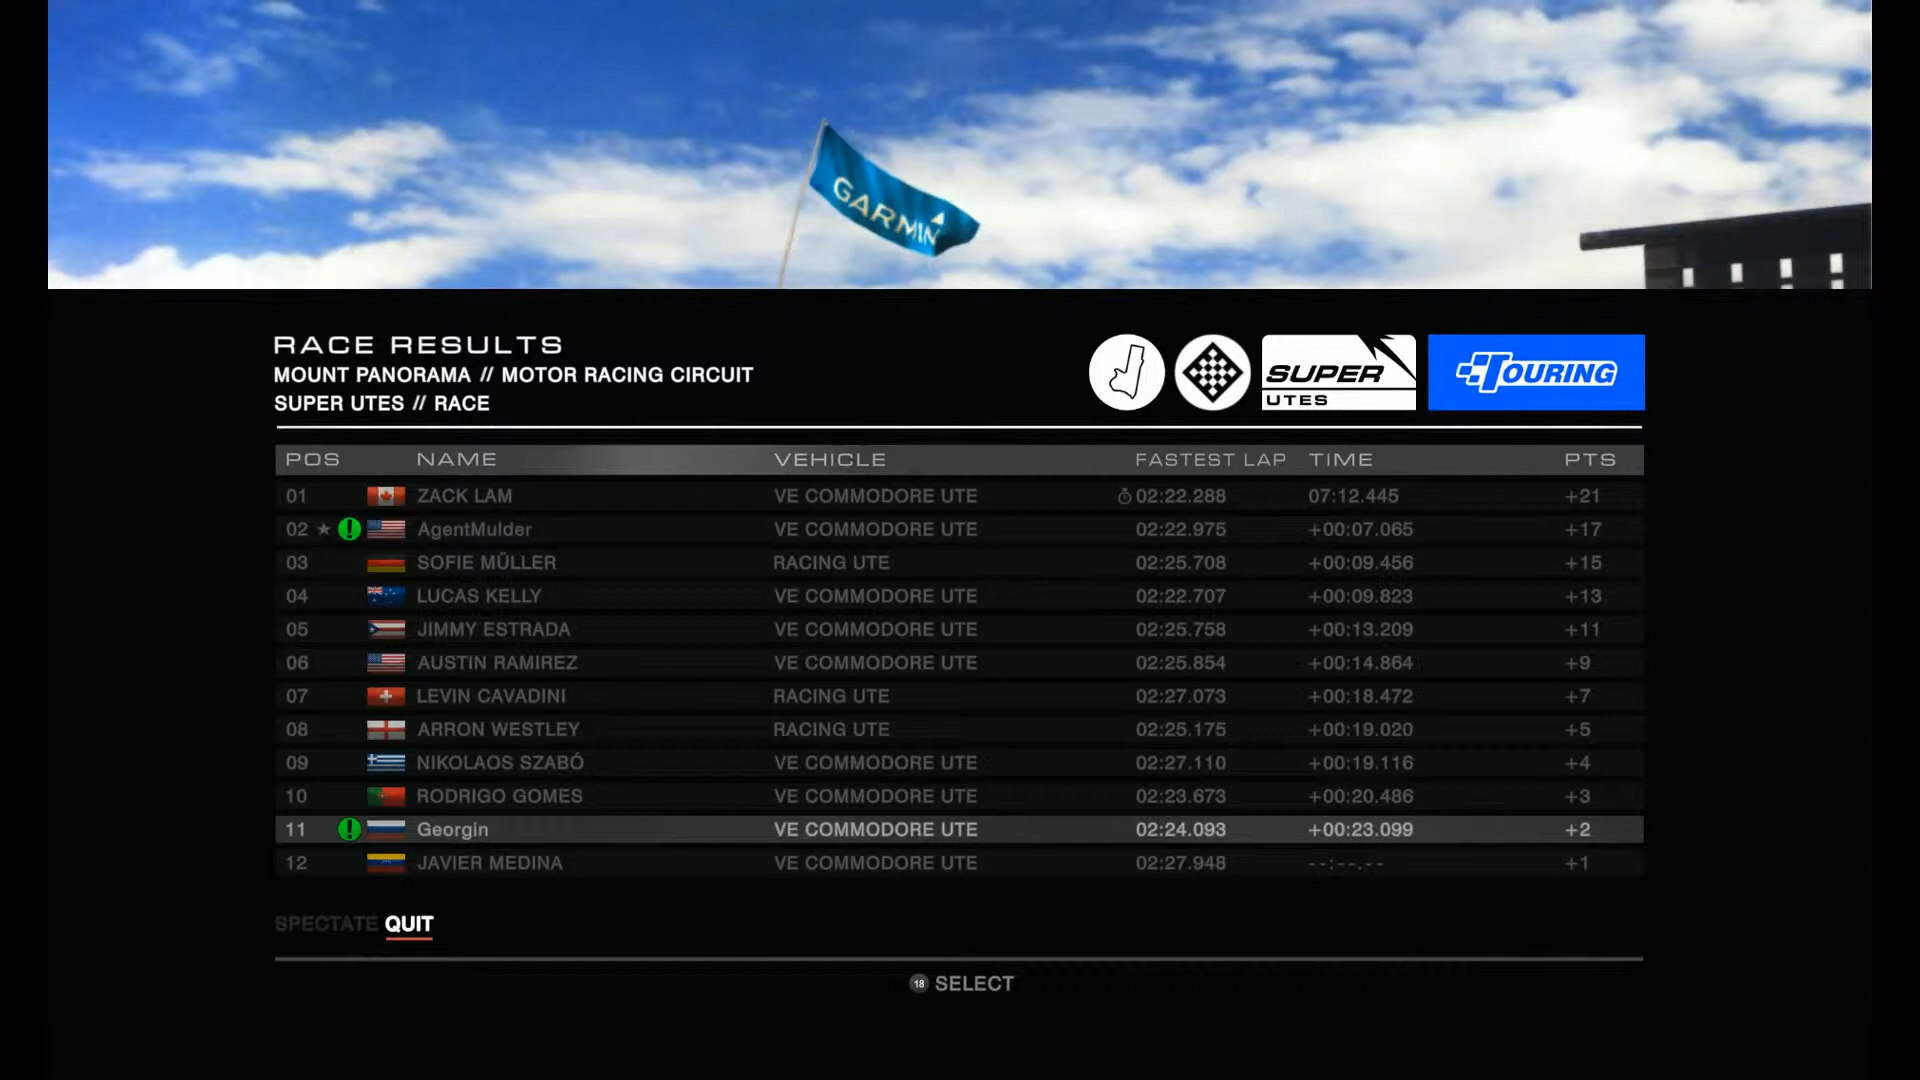 GARMIN
RACE RESULTS
MOUNT PANORAMA // MOTOR RACING CIRCUIT
SUPER UTES // RACE
SUPER
UTES
TOURING
POS NAME VEHICLE FASTEST LAP TIME PTS
01 ZACK LAM VE COMMODORE UTE 02:22.288 07:12.445 +21
02 ★ ! AgentMulder VE COMMODORE UTE 02:22.975 +00:07.065 +17
03 SOFIE MÜLLER RACING UTE 02:25.708 +00:09.456 +15
04 LUCAS KELLY VE COMMODORE UTE 02:22.707 +00:09.823 +13
05 JIMMY ESTRADA VE COMMODORE UTE 02:25.758 +00:13.209 +11
06 AUSTIN RAMIREZ VE COMMODORE UTE 02:25.854 +00:14.864 +9
07 LEVIN CAVADINI RACING UTE 02:27.073 +00:18.472 +7
08 ARRON WESTLEY RACING UTE 02:25.175 +00:19.020 +5
09 NIKOLAOS SZABÓ VE COMMODORE UTE 02:27.110 +00:19.116 +4
10 RODRIGO GOMES VE COMMODORE UTE 02:23.673 +00:20.486 +3
11 ! Georgin VE COMMODORE UTE 02:24.093 +00:23.099 +2
12 JAVIER MEDINA VE COMMODORE UTE 02:27.948 --:--.-- +1
SPECTATE QUIT
18 SELECT